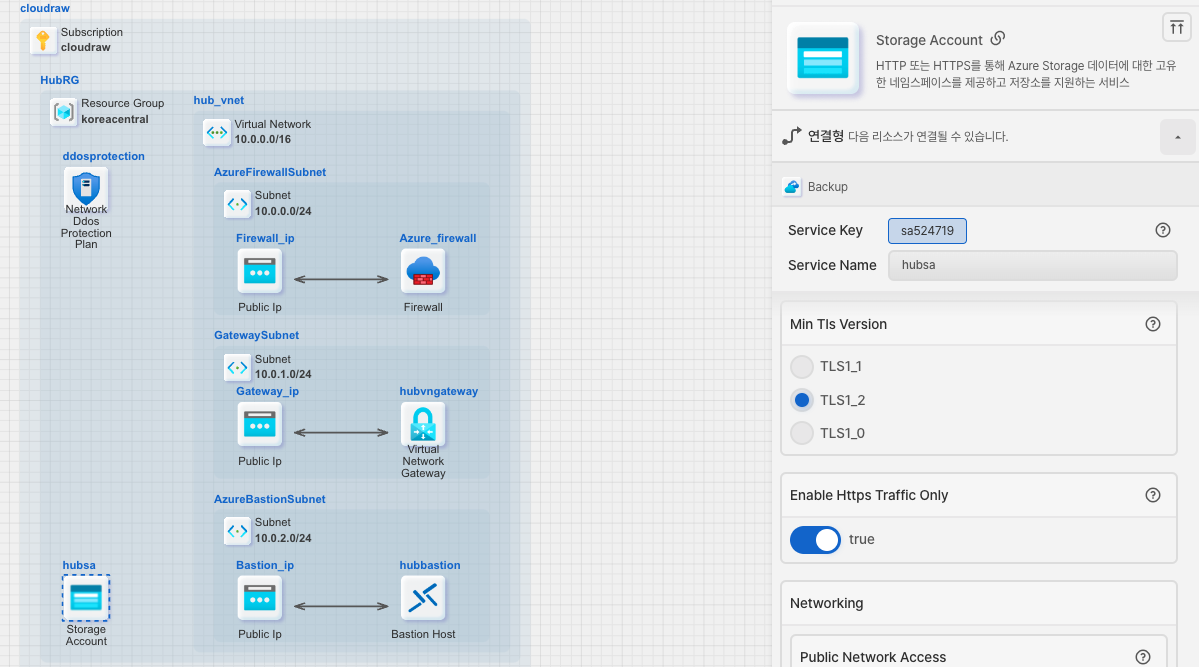 cloudraw
Subscription
cloudraw
HubRG
Resource Group
koreacentral
hub_vnet
Virtual Network
10.0.0.0/16
ddosprotection
Network
Ddos
Protection
Plan
AzureFirewallSubnet
Subnet
10.0.0.0/24
Firewall_ip
Public Ip
Azure_firewall
Firewall
GatewaySubnet
Subnet
10.0.1.0/24
Gateway_ip
Public Ip
hubvngateway
Virtual
Network
Gateway
AzureBastionSubnet
Subnet
10.0.2.0/24
Bastion_ip
Public Ip
hubbastion
Bastion Host
hubsa
Storage
Account
Storage Account
HTTP 또는 HTTPS를 통해 Azure Storage 데이터에 대한 고유
한 네임스페이스를 제공하고 저장소를 지원하는 서비스
연결형 다음 리소스가 연결될 수 있습니다.
Backup
Service Key sa524719
Service Name hubsa
Min Tls Version
TLS1_1
TLS1_2
TLS1_0
Enable Https Traffic Only
true
Networking
Public Network Access